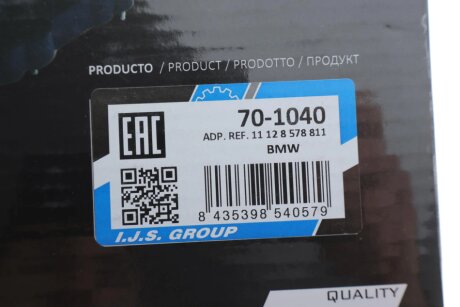 PRODUCTO / PRODUCT / PRODOTTO / ПРОДУКТ
EAC
70-1040
ADP. REF. 11 12 8 578 811
BMW
8 435398 540579
I.J.S. GROUP
QUALITY